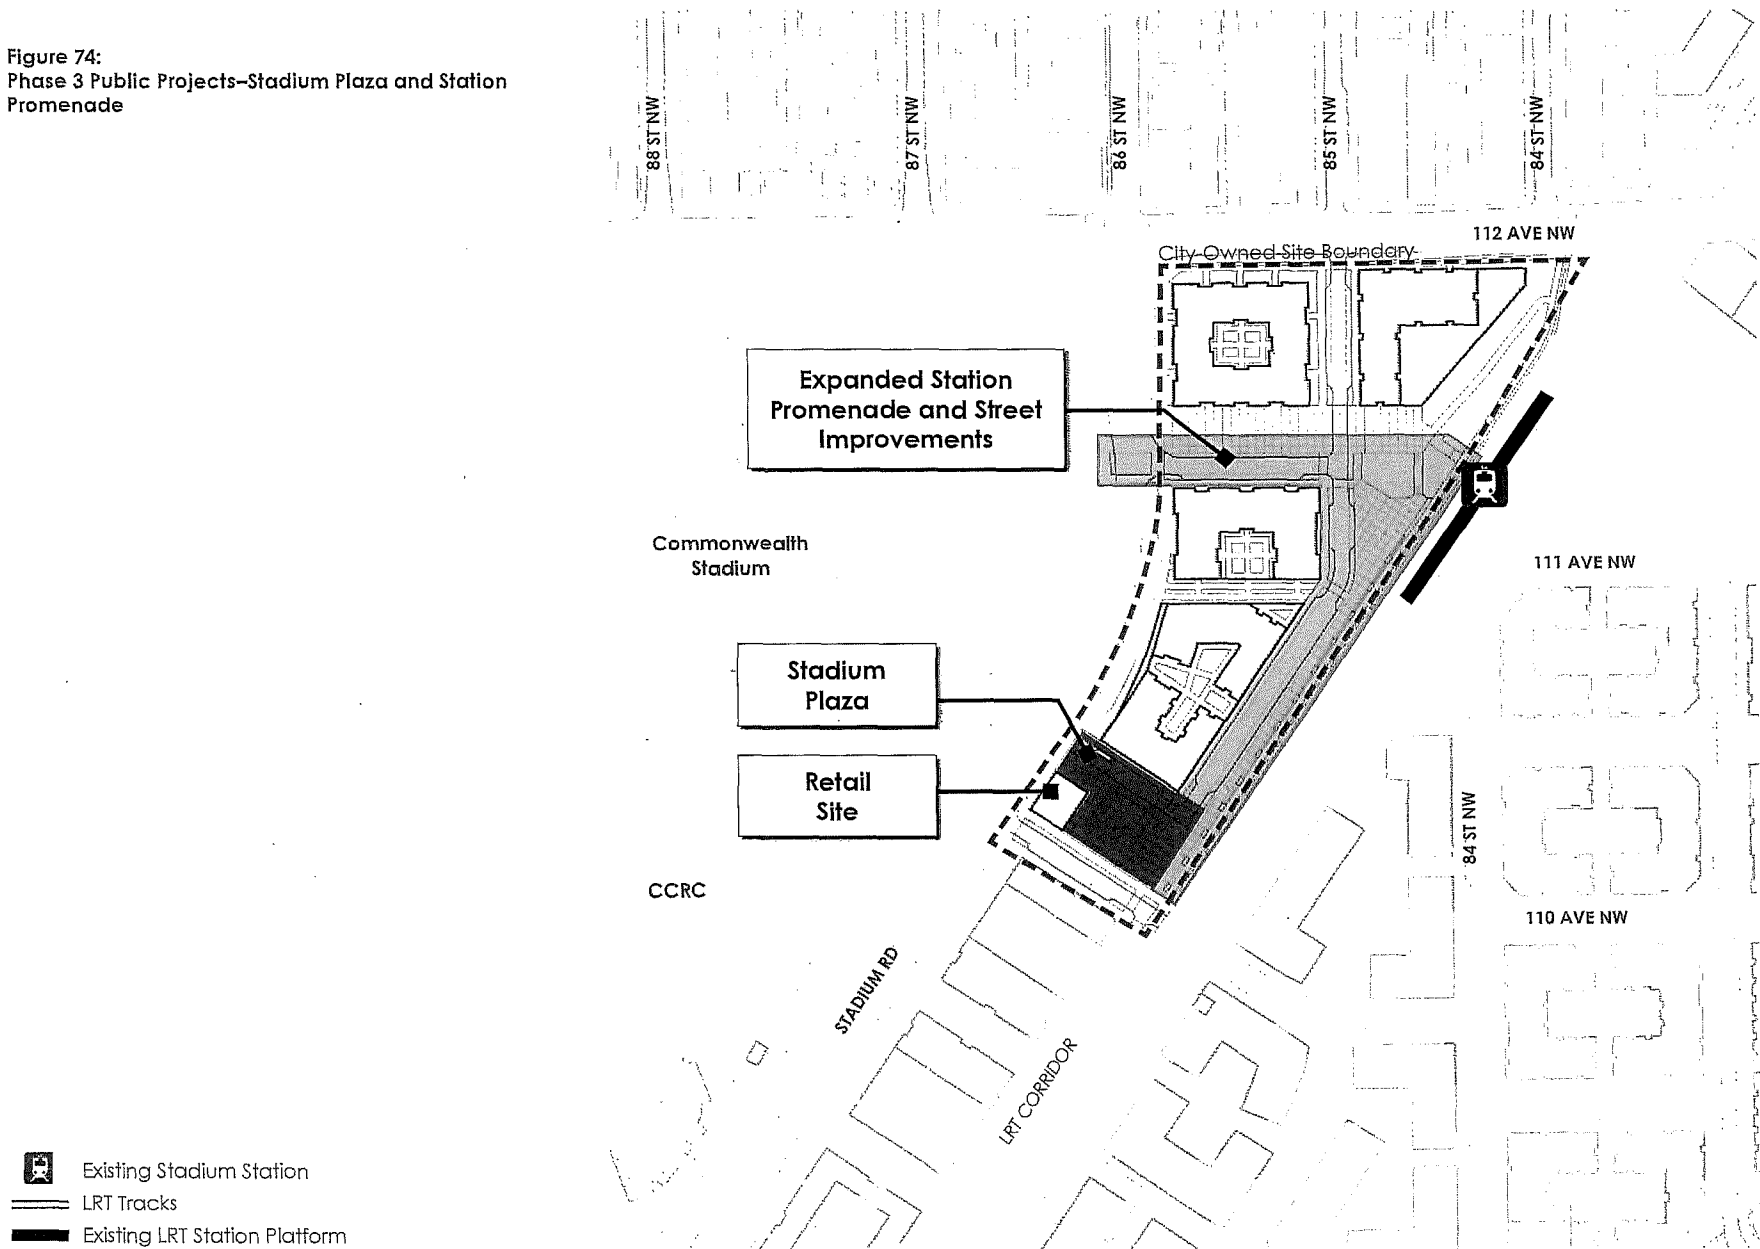 Figure 74:
Phase 3 Public Projects–Stadium Plaza and Station
Promenade
88 ST NW
87 ST NW
86 ST NW
85 ST NW
84 ST NW
112 AVE NW
City Owned Site Boundary
Expanded Station
Promenade and Street
Improvements
Commonwealth
Stadium
111 AVE NW
Stadium
Plaza
Retail
Site
84 ST NW
CCRC
110 AVE NW
STADIUM RD
LRT CORRIDOR
Existing Stadium Station
LRT Tracks
Existing LRT Station Platform